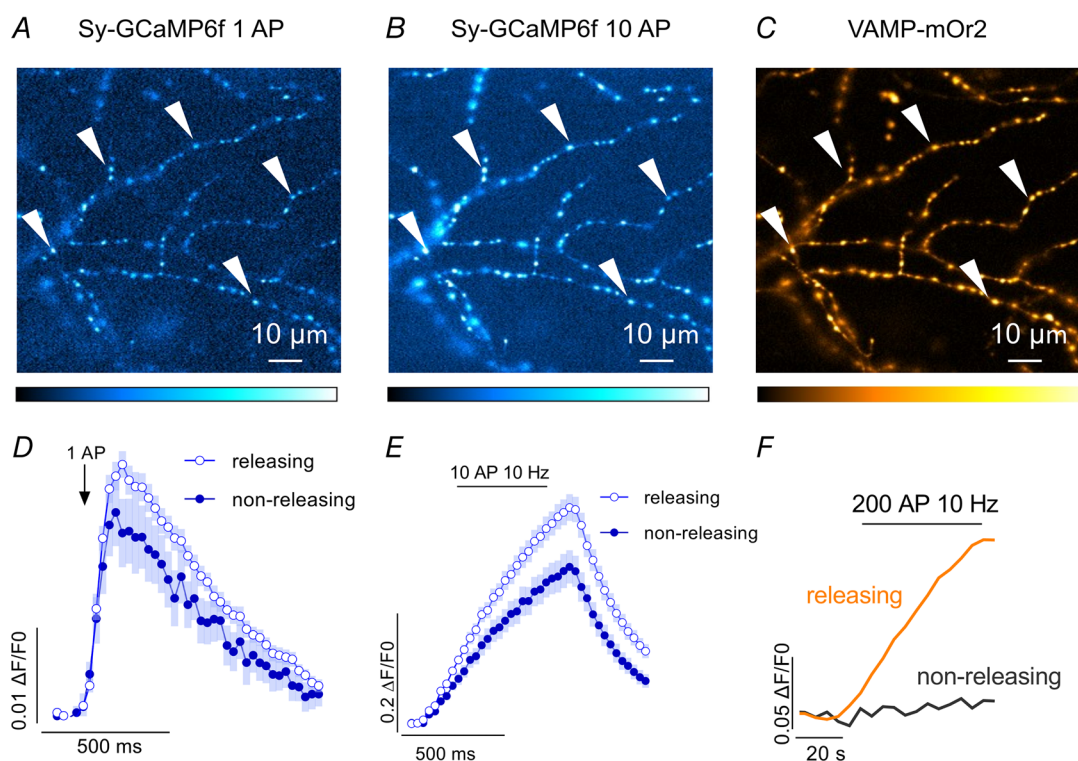 A Sy-GCaMP6f 1 AP
B Sy-GCaMP6f 10 AP
C VAMP-mOr2
10 µm
10 µm
10 µm
D
1 AP
releasing
non-releasing
0.01 ΔF/F0
500 ms
E
10 AP 10 Hz
releasing
non-releasing
0.2 ΔF/F0
500 ms
F
200 AP 10 Hz
releasing
non-releasing
0.05 ΔF/F0
20 s